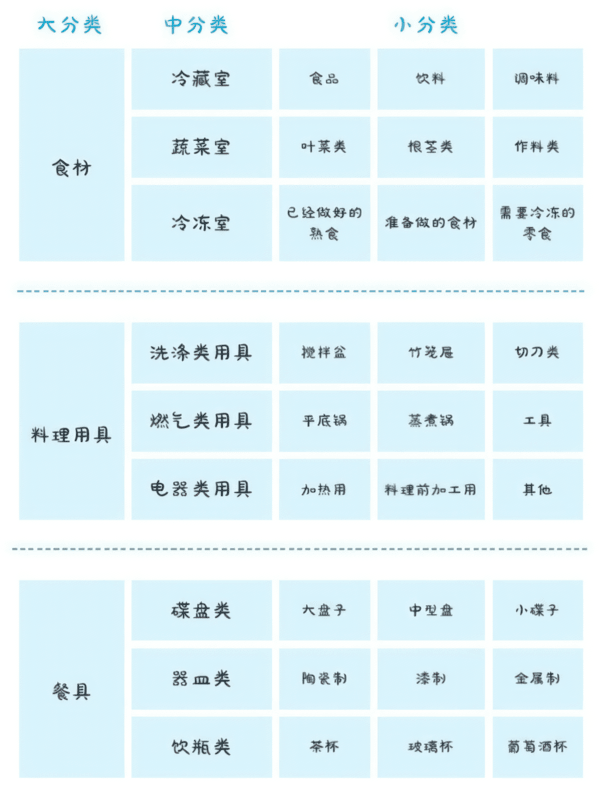 大分类 中分类 小分类
食材
冷藏室 食品 饮料 调味料
蔬菜室 叶菜类 根茎类 作料类
冷冻室 已经做好的熟食 准备做的食材 需要冷冻的零食
料理用具
洗涤类用具 搅拌盆 竹笼屉 切刀类
燃气类用具 平底锅 蒸煮锅 工具
电器类用具 加热用 料理前加工用 其他
餐具
碟盘类 大盘子 中型盘 小碟子
器皿类 陶瓷制 漆制 金属制
饮瓶类 茶杯 玻璃杯 葡萄酒杯